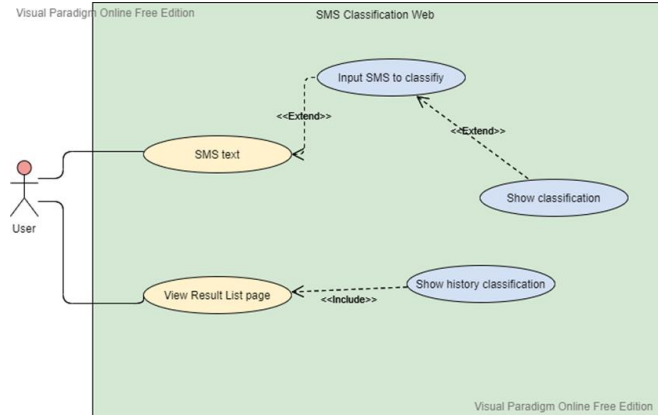 Visual Paradigm Online Free Edition
SMS Classification Web
Input SMS to classifiy
<<Extend>>
<<Extend>>
SMS text
Show classification
User
View Result List page
Show history classification
<<Include>>
Visual Paradigm Online Free Edition